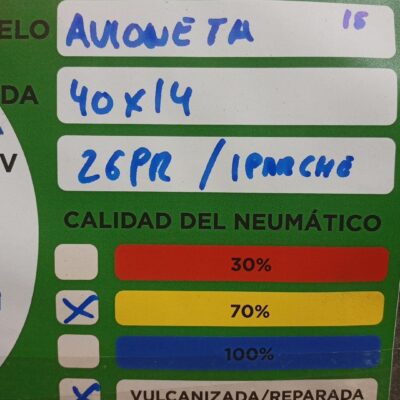 ELO AVIONETA 18
DA 40x14
V 26PR / 1PARCHE
CALIDAD DEL NEUMÁTICO
30%
X 70%
100%
X VULCANIZADA/REPARADA